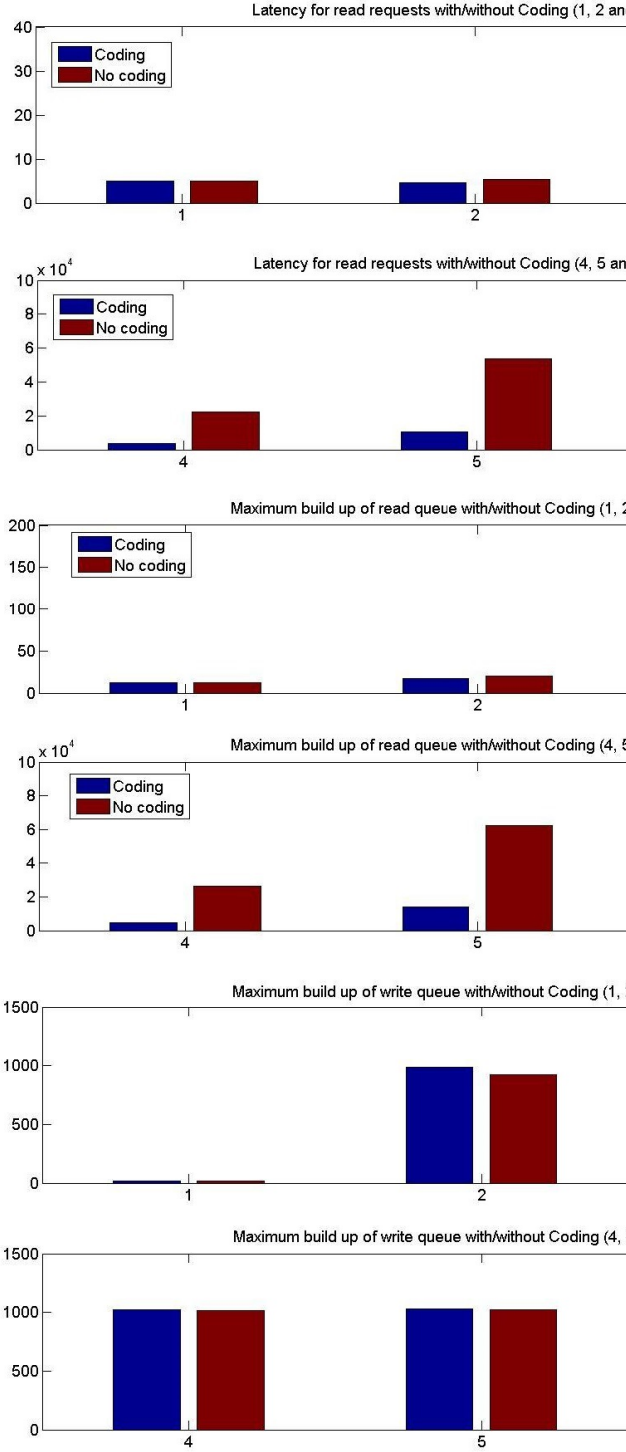 Latency for read requests with/without Coding (1, 2 an
40
30
20
10
0
Coding
No coding
1 2
Latency for read requests with/without Coding (4, 5 an
x 10^4
10
8
6
4
2
0
Coding
No coding
4 5
Maximum build up of read queue with/without Coding (1, 2
200
150
100
50
0
Coding
No coding
1 2
Maximum build up of read queue with/without Coding (4, 5
x 10^4
10
8
6
4
2
0
Coding
No coding
4 5
Maximum build up of write queue with/without Coding (1,
1500
1000
500
0
1 2
Maximum build up of write queue with/without Coding (4,
1500
1000
500
0
4 5